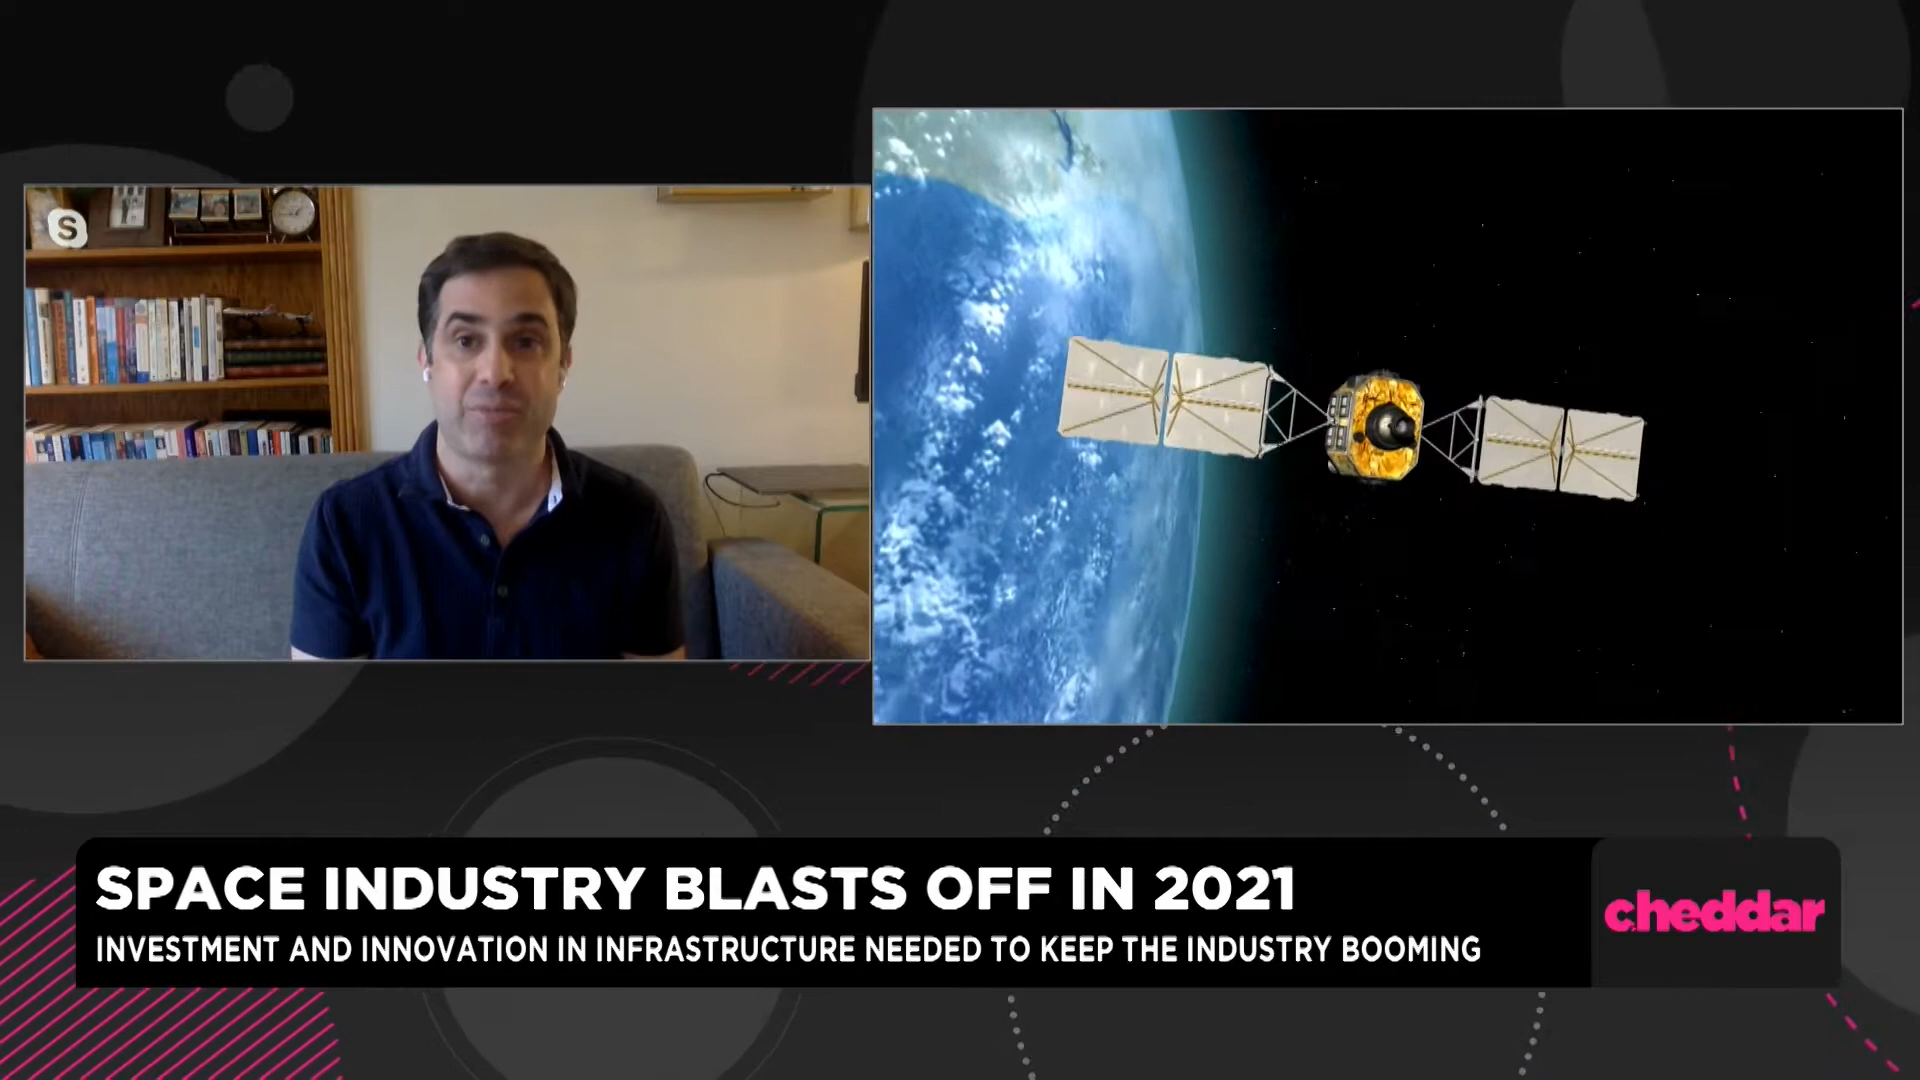 S
SPACE INDUSTRY BLASTS OFF IN 2021
INVESTMENT AND INNOVATION IN INFRASTRUCTURE NEEDED TO KEEP THE INDUSTRY BOOMING
cheddar